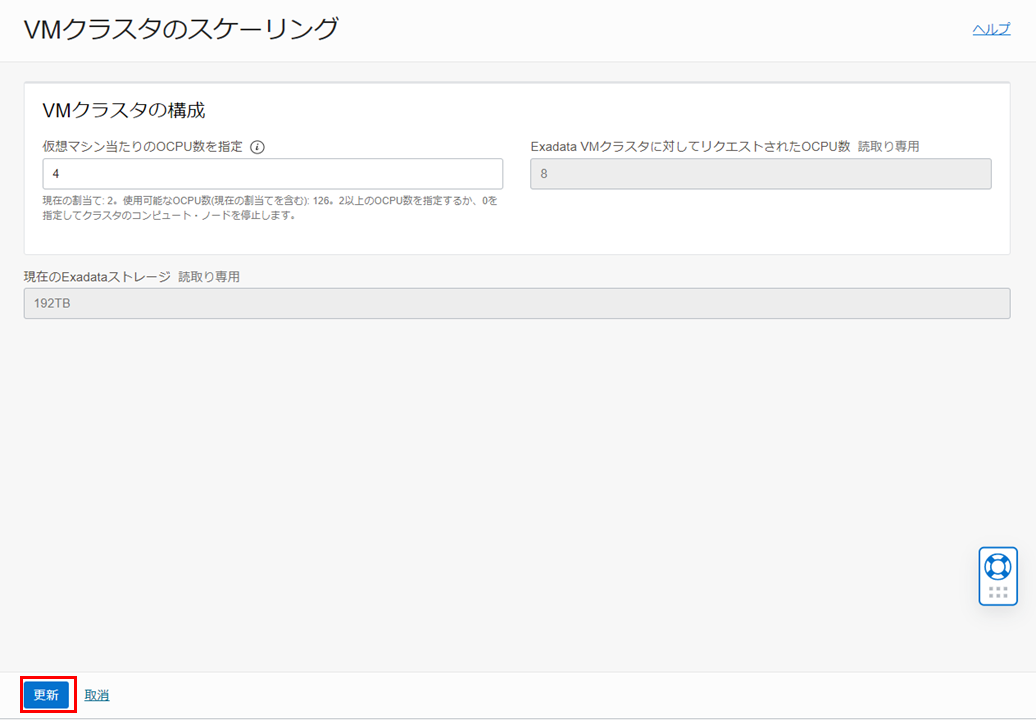 VMクラスタのスケーリング
ヘルプ
VMクラスタの構成
仮想マシン当たりのOCPU数を指定
4
現在の割当て: 2。使用可能なOCPU数(現在の割当てを含む): 126。2以上のOCPU数を指定するか、0を
指定してクラスタのコンピュート・ノードを停止します。
Exadata VMクラスタに対してリクエストされたOCPU数 読取り専用
8
現在のExadataストレージ 読取り専用
192TB
更新
取消